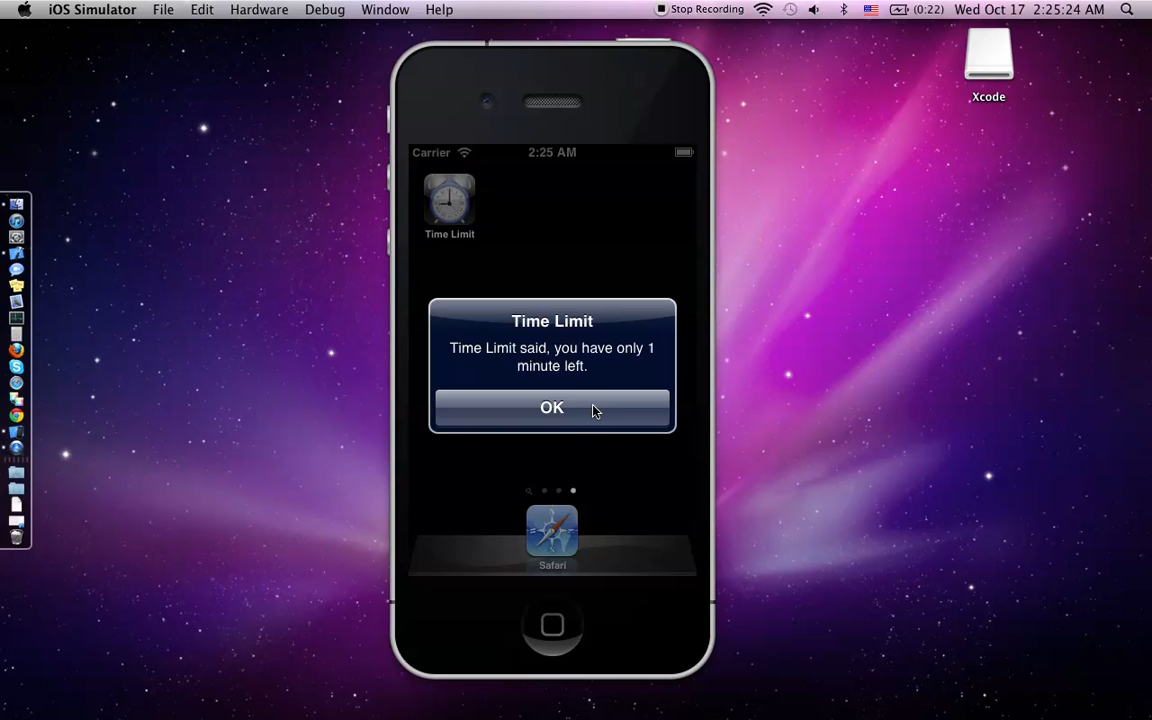 iOS Simulator File Edit Hardware Debug Window Help Stop Recording (0:22) Wed Oct 17 2:25:24 AM
Xcode
Carrier 2:25 AM
Time Limit
Time Limit
Time Limit said, you have only 1
minute left.
OK
Safari